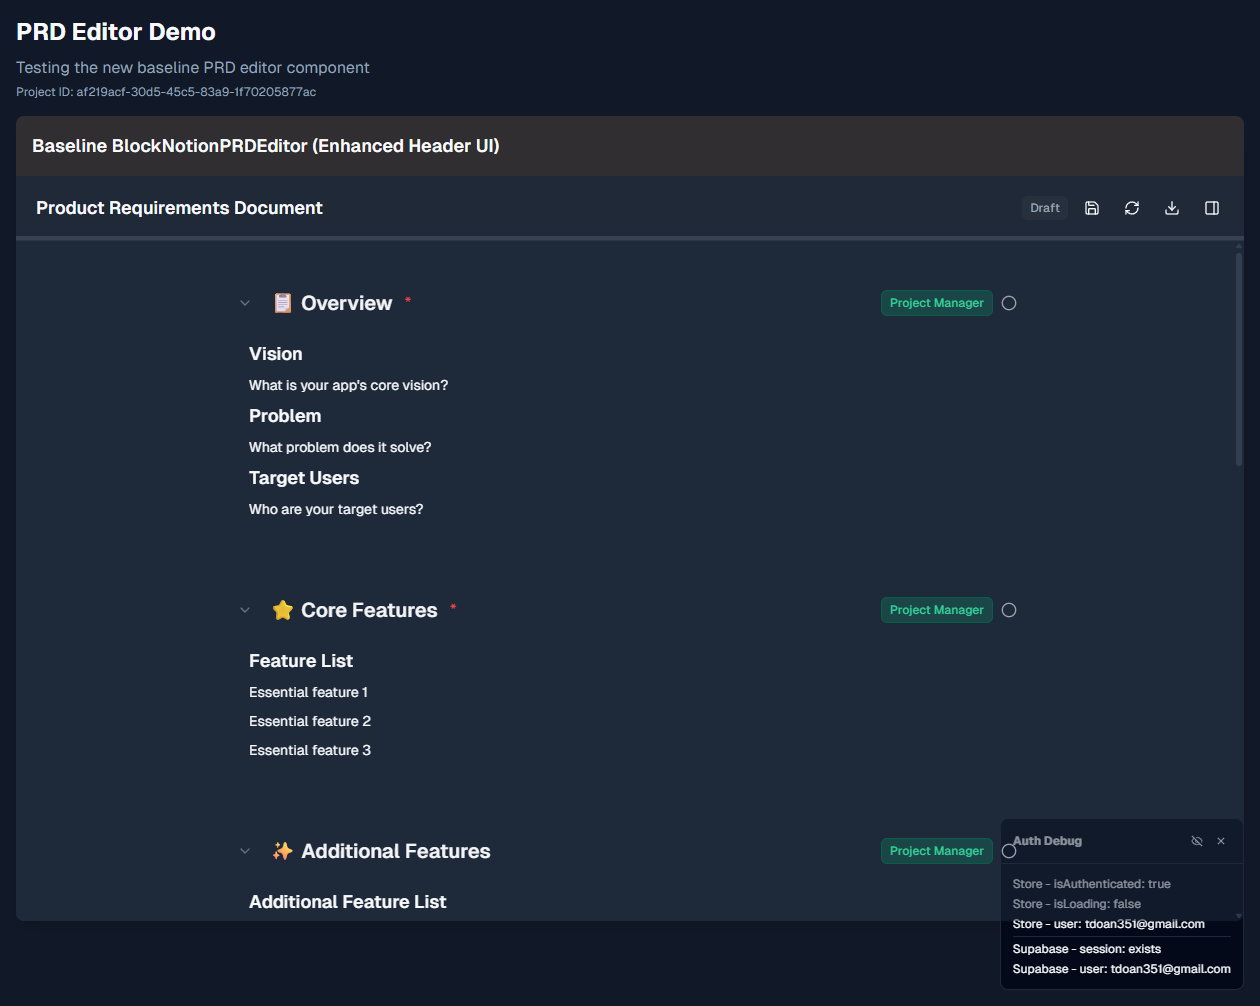 PRD Editor Demo
Testing the new baseline PRD editor component
Project ID: af219acf-30d5-45c5-83a9-1f70205877ac
Baseline BlockNotionPRDEditor (Enhanced Header UI)
Product Requirements Document
Draft
Overview *
Project Manager
Vision
What is your app's core vision?
Problem
What problem does it solve?
Target Users
Who are your target users?
Core Features *
Project Manager
Feature List
Essential feature 1
Essential feature 2
Essential feature 3
Additional Features
Project Manager
Additional Feature List
Auth Debug
Store - isAuthenticated: true
Store - isLoading: false
Store - user: tdoan351@gmail.com
Supabase - session: exists
Supabase - user: tdoan351@gmail.com